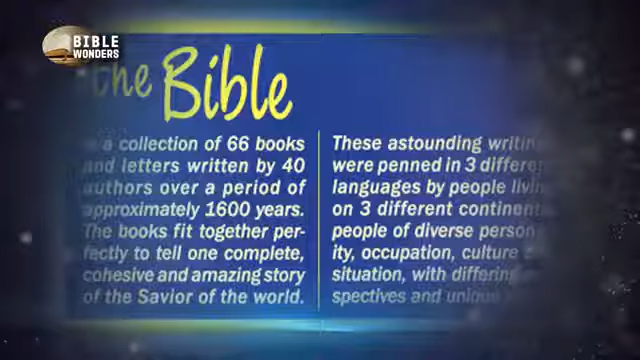 BIBLE
WONDERS
the Bible
a collection of 66 books
and letters written by 40
authors over a period of
approximately 1600 years.
The books fit together per-
fectly to tell one complete,
cohesive and amazing story
of the Savior of the world.
These astounding
were penned in 3
languages by people
on 3 different
people of diverse
ity, occupation, culture
situation, with differing
spectives and